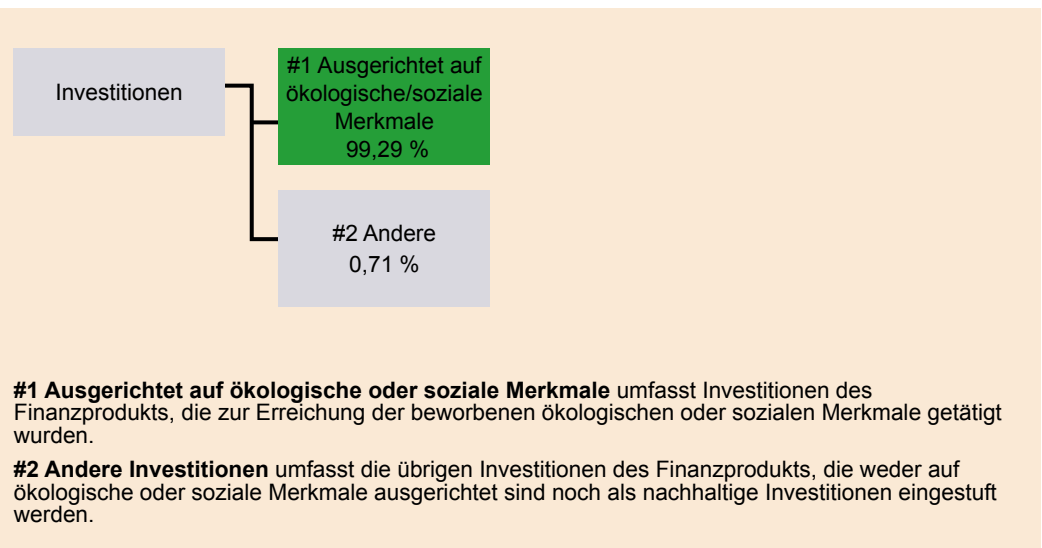 Investitionen
#1 Ausgerichtet auf
ökologische/soziale
Merkmale
99,29 %
#2 Andere
0,71 %
#1 Ausgerichtet auf ökologische oder soziale Merkmale umfasst Investitionen des
Finanzprodukts, die zur Erreichung der beworbenen ökologischen oder sozialen Merkmale getätigt
wurden.
#2 Andere Investitionen umfasst die übrigen Investitionen des Finanzprodukts, die weder auf
ökologische oder soziale Merkmale ausgerichtet sind noch als nachhaltige Investitionen eingestuft
werden.